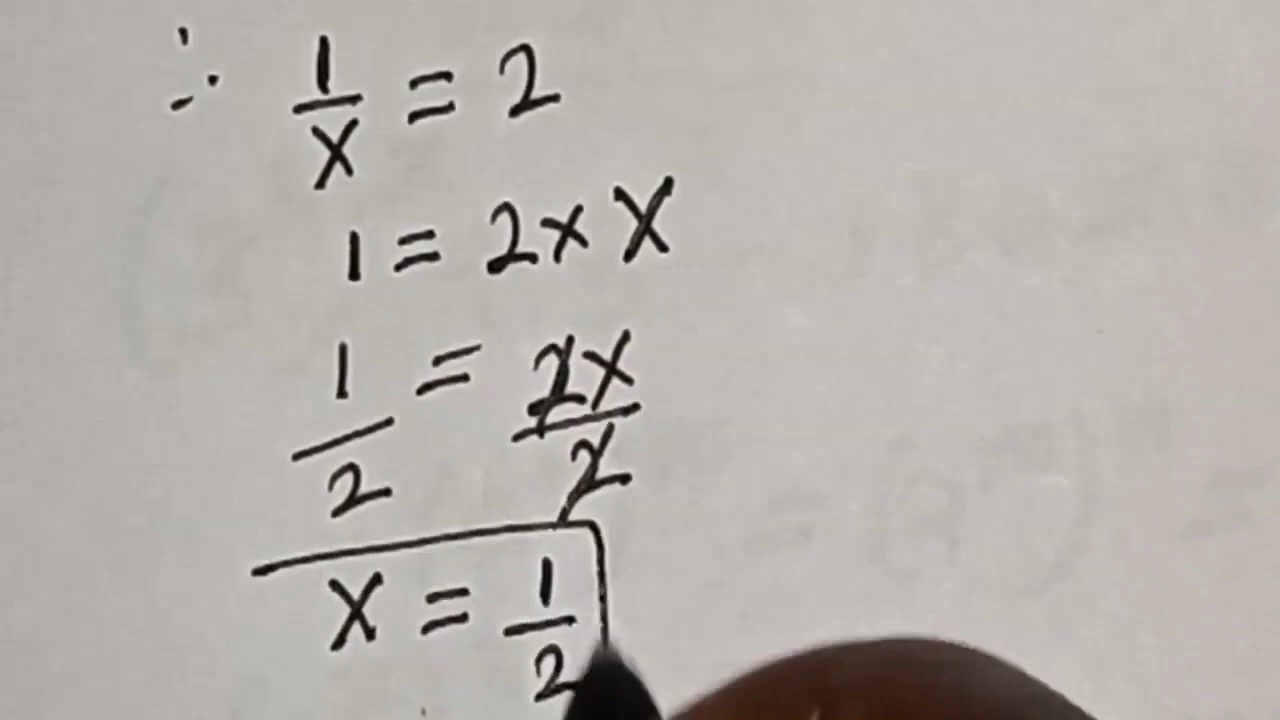 ∴ 1/x = 2
1 = 2 × x
1/2 = 2x/2
x = 1/2